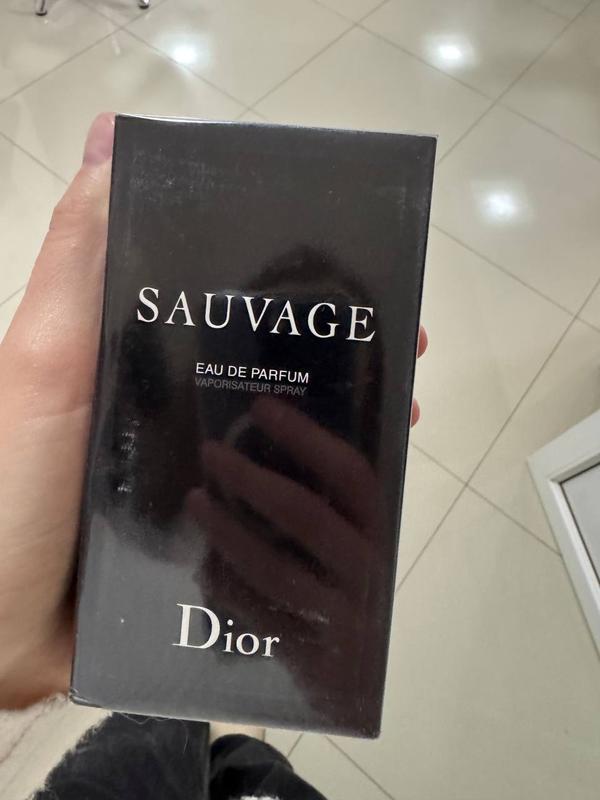 SAUVAGE
EAU DE PARFUM
VAPORISATEUR SPRAY
Dior